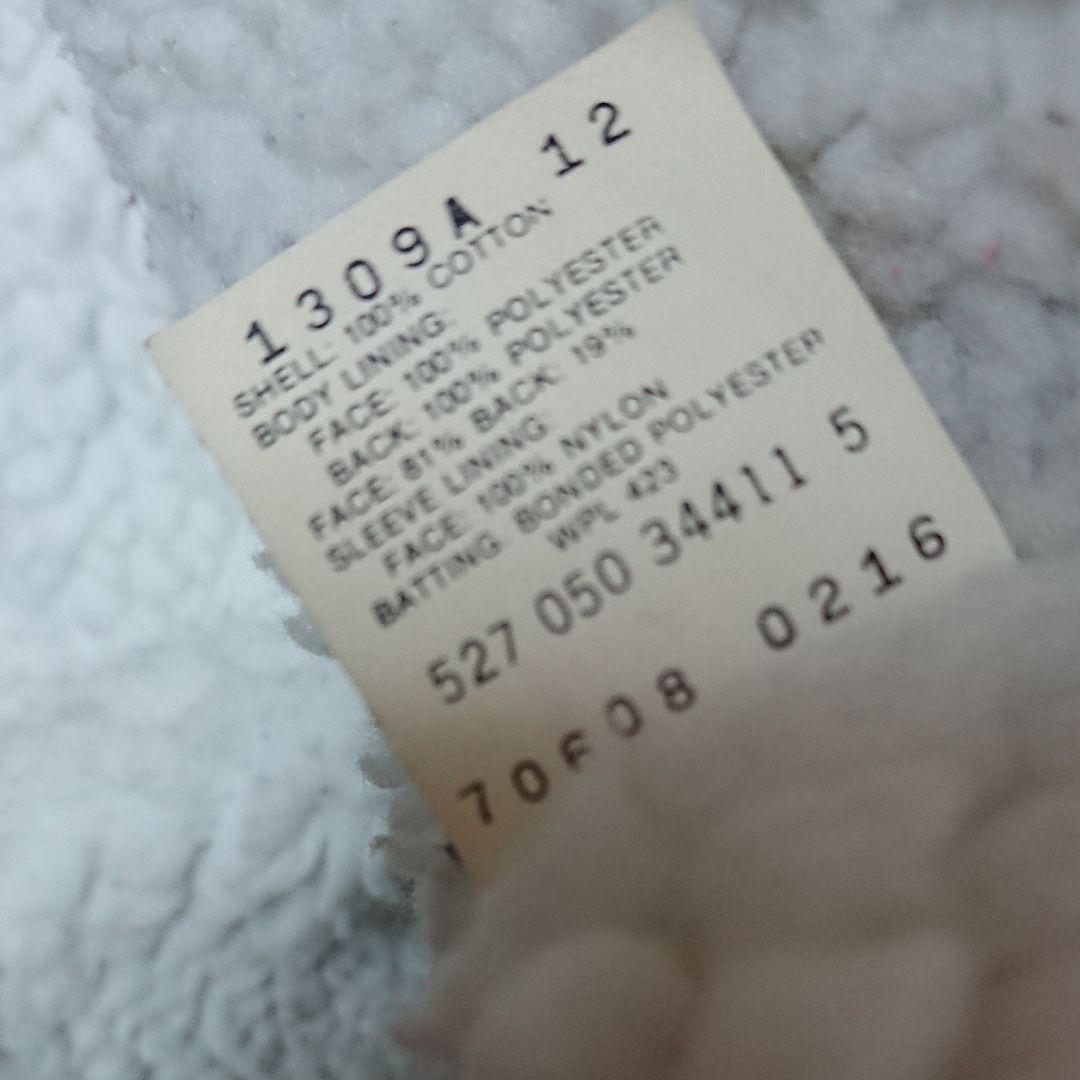 1309A 12
SHELL: 100% COTTON
BODY LINING:
FACE: 100% POLYESTER
BACK: 100% POLYESTER
FACE: 81% BACK: 19%
SLEEVE LINING:
FACE: 100% NYLON
BATTING: BONDED POLYESTER
WPL 423
527 050 34411 5
70F08 0216